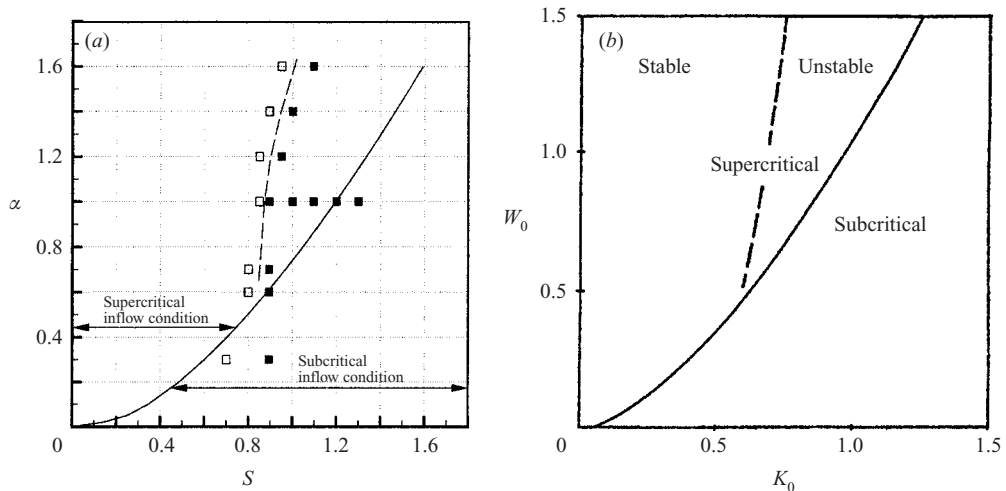 (a)
1.6
1.2
α
0.8
0.4
Supercritical
inflow condition
Subcritical
inflow condition
0
0.4
0.8
1.2
1.6
S
(b)
1.5
Stable
Unstable
1.0
Supercritical
W0
Subcritical
0.5
0
0.5
1.0
1.5
K0